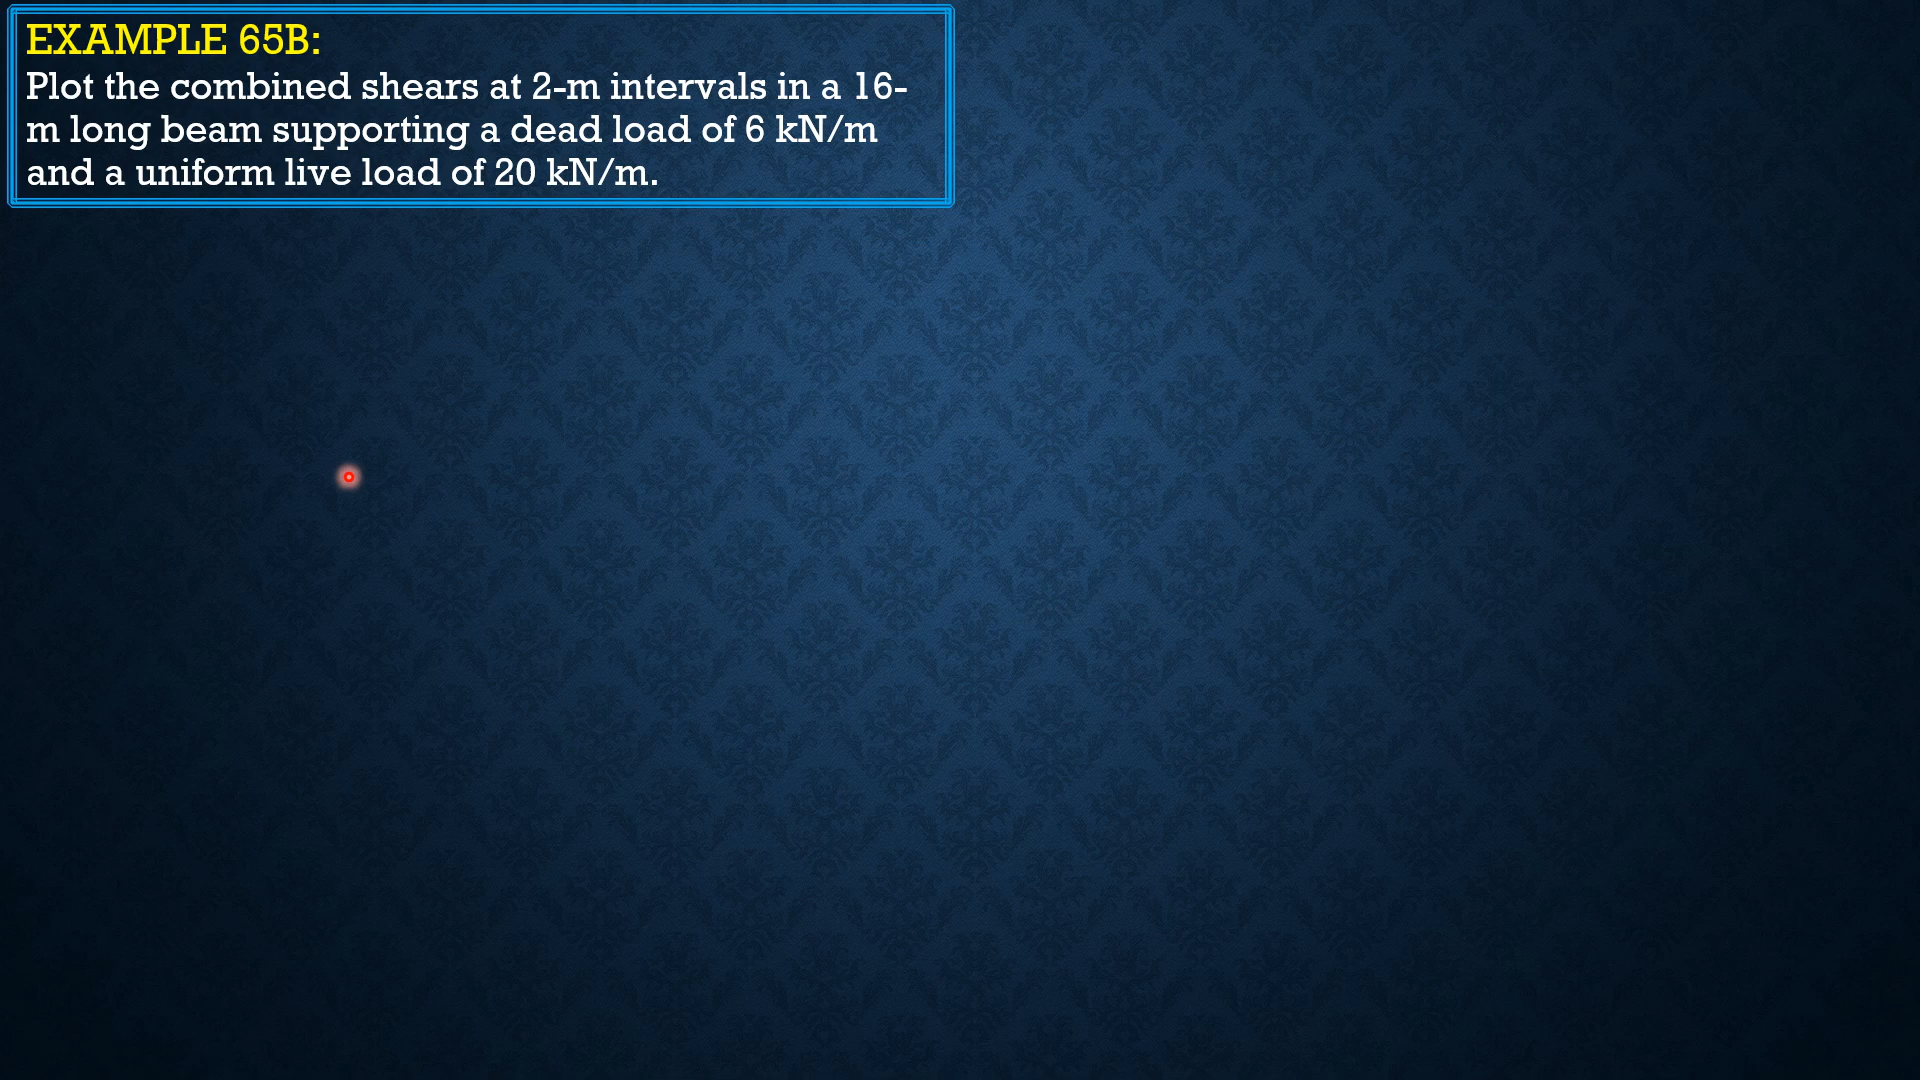 EXAMPLE 65B:
Plot the combined shears at 2-m intervals in a 16-
m long beam supporting a dead load of 6 kN/m
and a uniform live load of 20 kN/m.